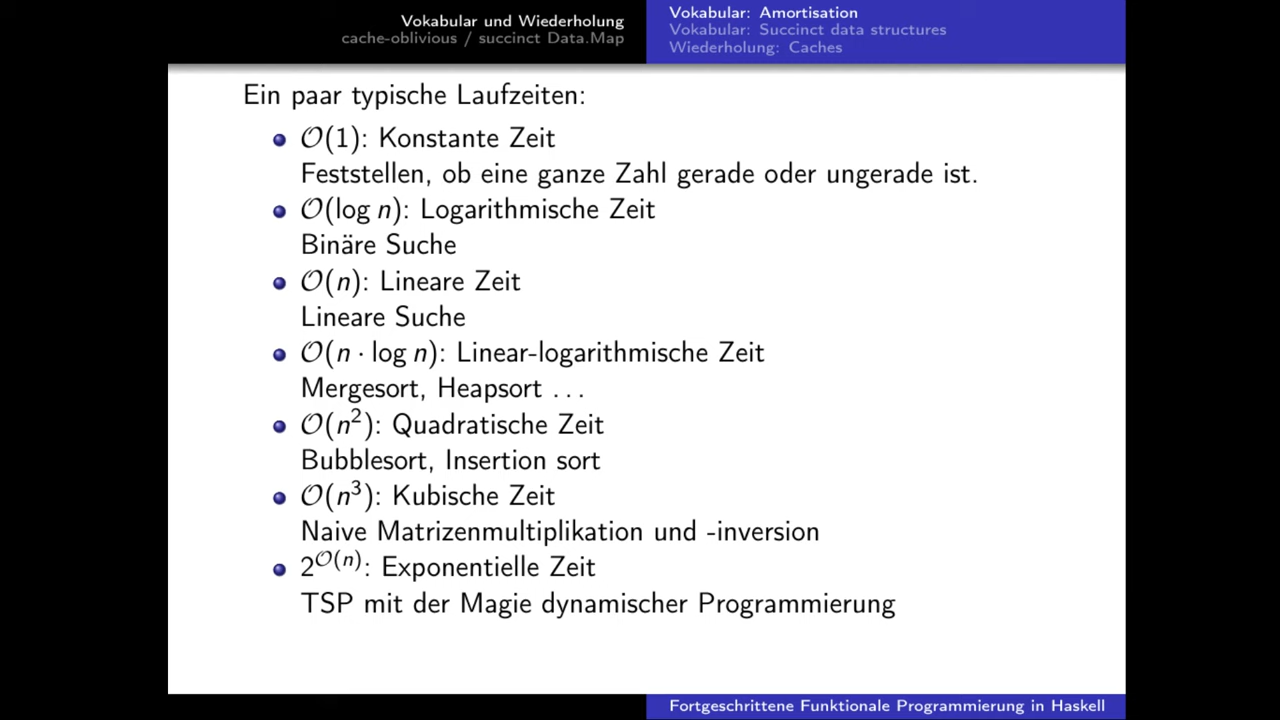 Vokabular und Wiederholung
cache-oblivious / succinct Data.Map
Vokabular: Amortisation
Vokabular: Succinct data structures
Wiederholung: Caches
Ein paar typische Laufzeiten:
• 𝒪(1): Konstante Zeit
Feststellen, ob eine ganze Zahl gerade oder ungerade ist.
• 𝒪(log n): Logarithmische Zeit
Binäre Suche
• 𝒪(n): Lineare Zeit
Lineare Suche
• 𝒪(n · log n): Linear-logarithmische Zeit
Mergesort, Heapsort . . .
• 𝒪(n²): Quadratische Zeit
Bubblesort, Insertion sort
• 𝒪(n³): Kubische Zeit
Naive Matrizenmultiplikation und -inversion
• 2^𝒪(n): Exponentielle Zeit
TSP mit der Magie dynamischer Programmierung
Fortgeschrittene Funktionale Programmierung in Haskell